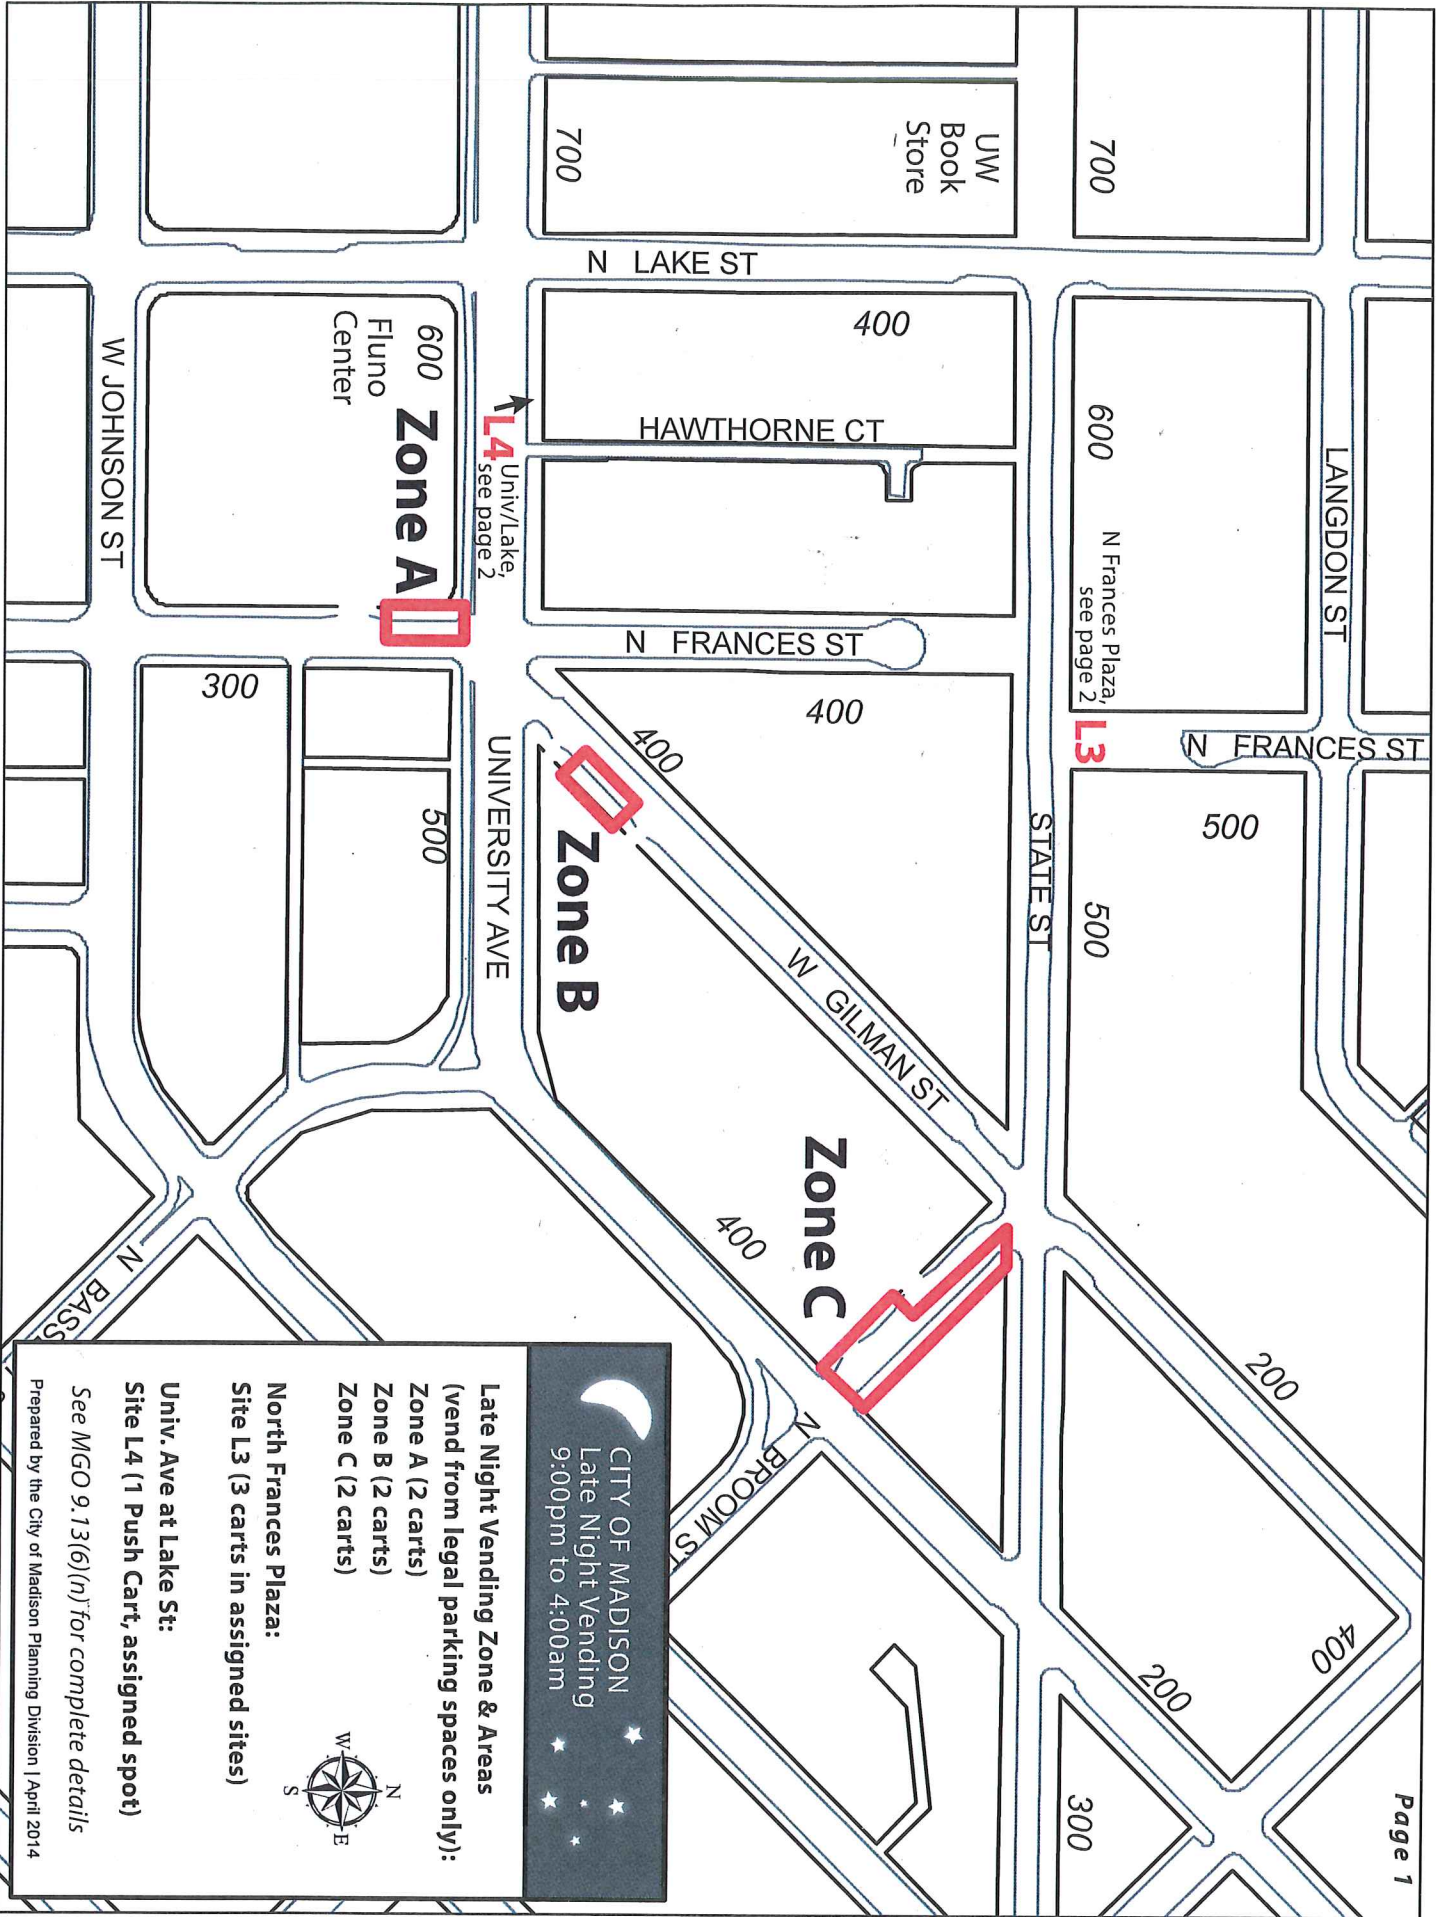 Page 1
LANGDON ST
N FRANCES ST
700
600
N Frances Plaza,
see page 2
L3
500
500
200
400
200
300
STATE ST
UW
Book
Store
N LAKE ST
400
HAWTHORNE CT
N FRANCES ST
400
400
W GILMAN ST
700
L4
Univ/Lake,
see page 2
UNIVERSITY AVE
Zone B
Zone C
400
N BROOM ST
600
Fluno
Center
Zone A
500
300
W JOHNSON ST
N BASS
CITY OF MADISON
Late Night Vending
9:00pm to 4:00am
Late Night Vending Zone & Areas
(vend from legal parking spaces only):
Zone A (2 carts)
Zone B (2 carts)
Zone C (2 carts)
N
W
E
S
North Frances Plaza:
Site L3 (3 carts in assigned sites)
Univ. Ave at Lake St:
Site L4 (1 Push Cart, assigned spot)
See MGO 9.13(6)(n) for complete details
Prepared by the City of Madison Planning Division | April 2014